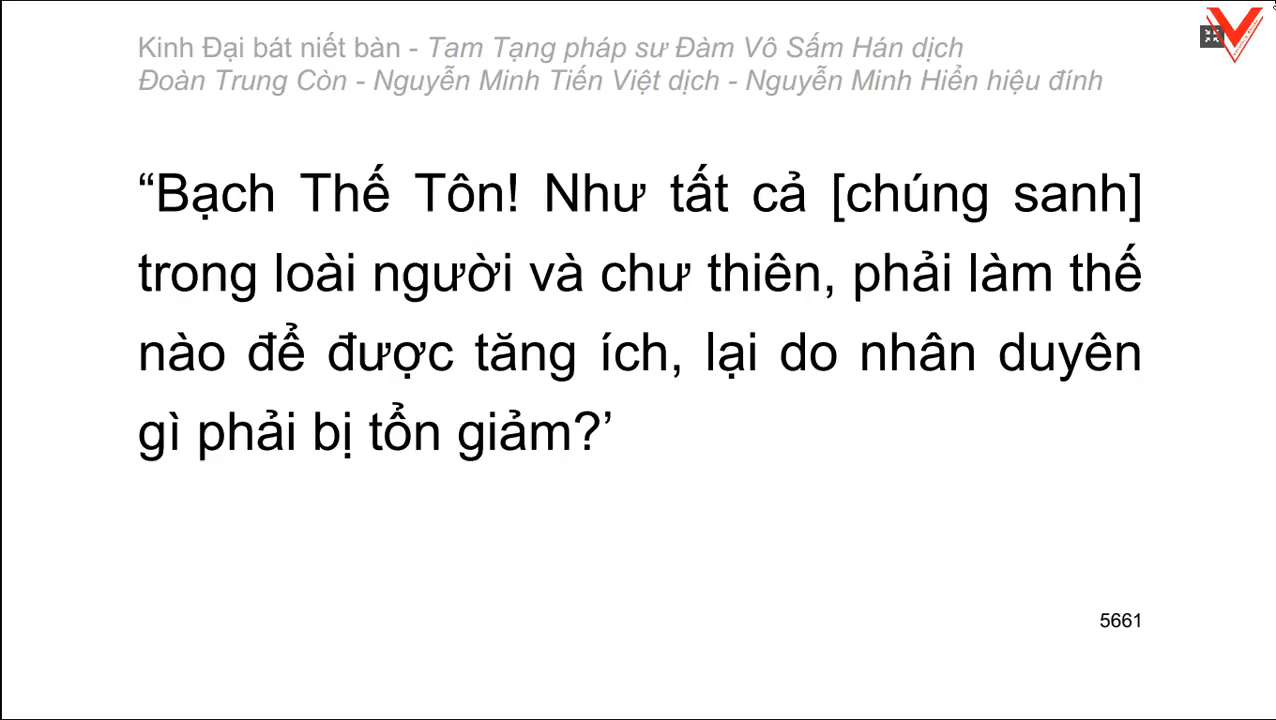 Kinh Đại bát niết bàn - Tam Tạng pháp sư Đàm Vô Sấm Hán dịch
Đoàn Trung Còn - Nguyễn Minh Tiến Việt dịch - Nguyễn Minh Hiển hiệu đính
“Bạch Thế Tôn! Như tất cả [chúng sanh]
trong loài người và chư thiên, phải làm thế
nào để được tăng ích, lại do nhân duyên
gì phải bị tổn giảm?’
5661